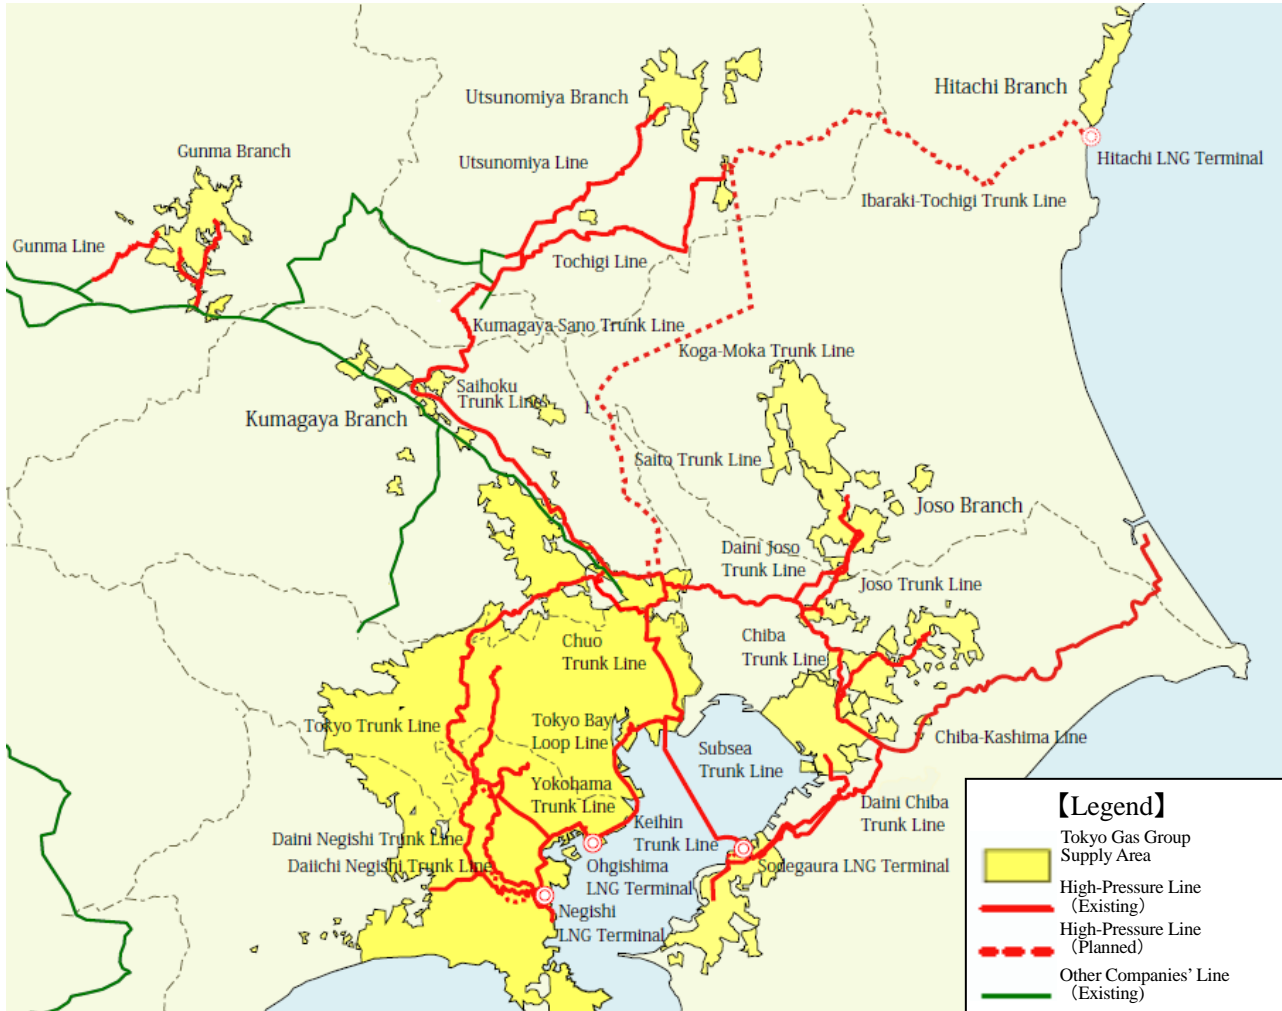 Utsunomiya Branch
Hitachi Branch
Gunma Branch
Utsunomiya Line
Hitachi LNG Terminal
Ibaraki-Tochigi Trunk Line
Gunma Line
Tochigi Line
Kumagaya-Sano Trunk Line
Koga-Moka Trunk Line
Saihoku
Trunk Line
Kumagaya Branch
Saito Trunk Line
Joso Branch
Daini Joso
Trunk Line
Joso Trunk Line
Chuo
Trunk Line
Chiba
Trunk Line
Tokyo Trunk Line
Tokyo Bay
Loop Line
Subsea
Trunk Line
Chiba-Kashima Line
Yokohama
Trunk Line
Daini Chiba
Trunk Line
Keihin
Trunk Line
Daini Negishi Trunk Line
Daiichi Negishi Trunk Line
Ohgishima
LNG Terminal
Sodegaura LNG Terminal
Negishi
LNG Terminal
【Legend】
Tokyo Gas Group
Supply Area
High-Pressure Line
（Existing）
High-Pressure Line
（Planned）
Other Companies' Line
（Existing)